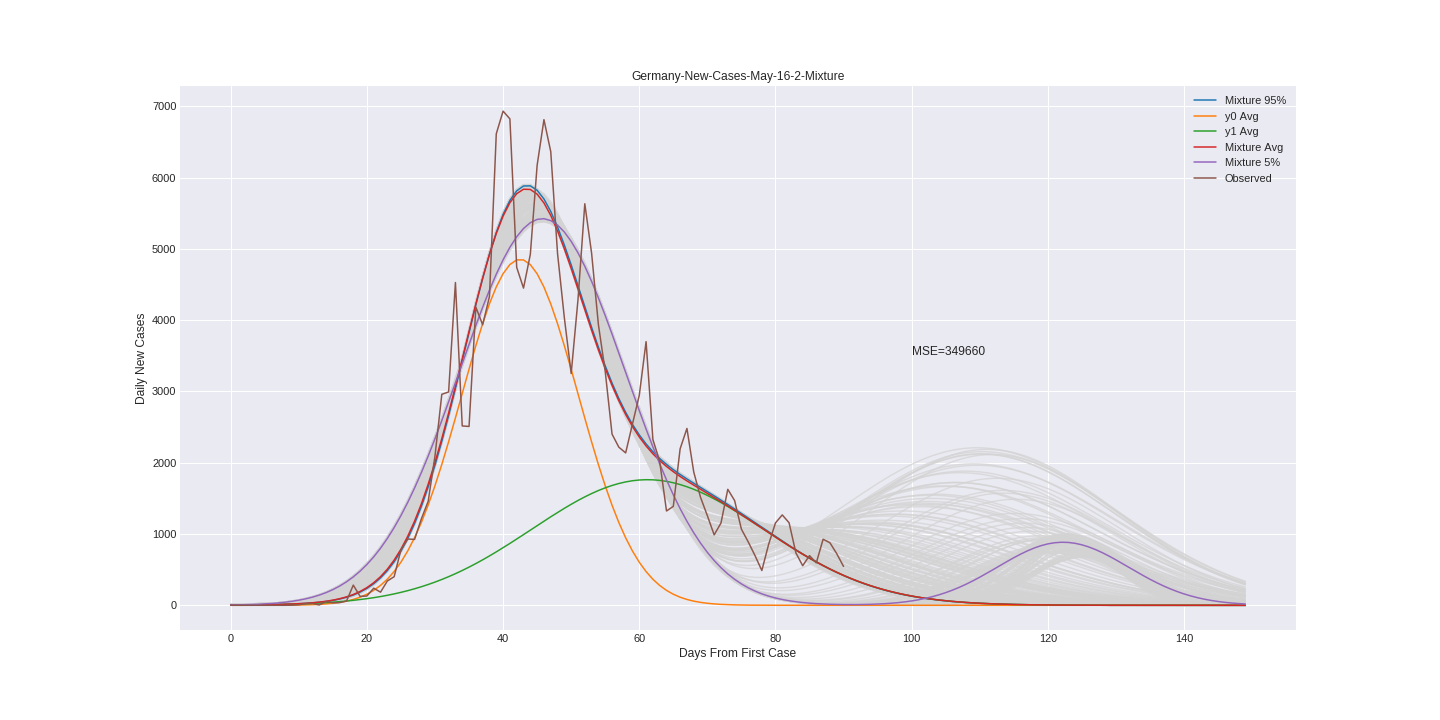 Germany-New-Cases-May-16-2-Mixture
Mixture 95%
y0 Avg
y1 Avg
Mixture Avg
Mixture 5%
Observed
7000
6000
5000
4000
3000
2000
1000
0
Daily New Cases
MSE=349660
0 20 40 60 80 100 120 140
Days From First Case